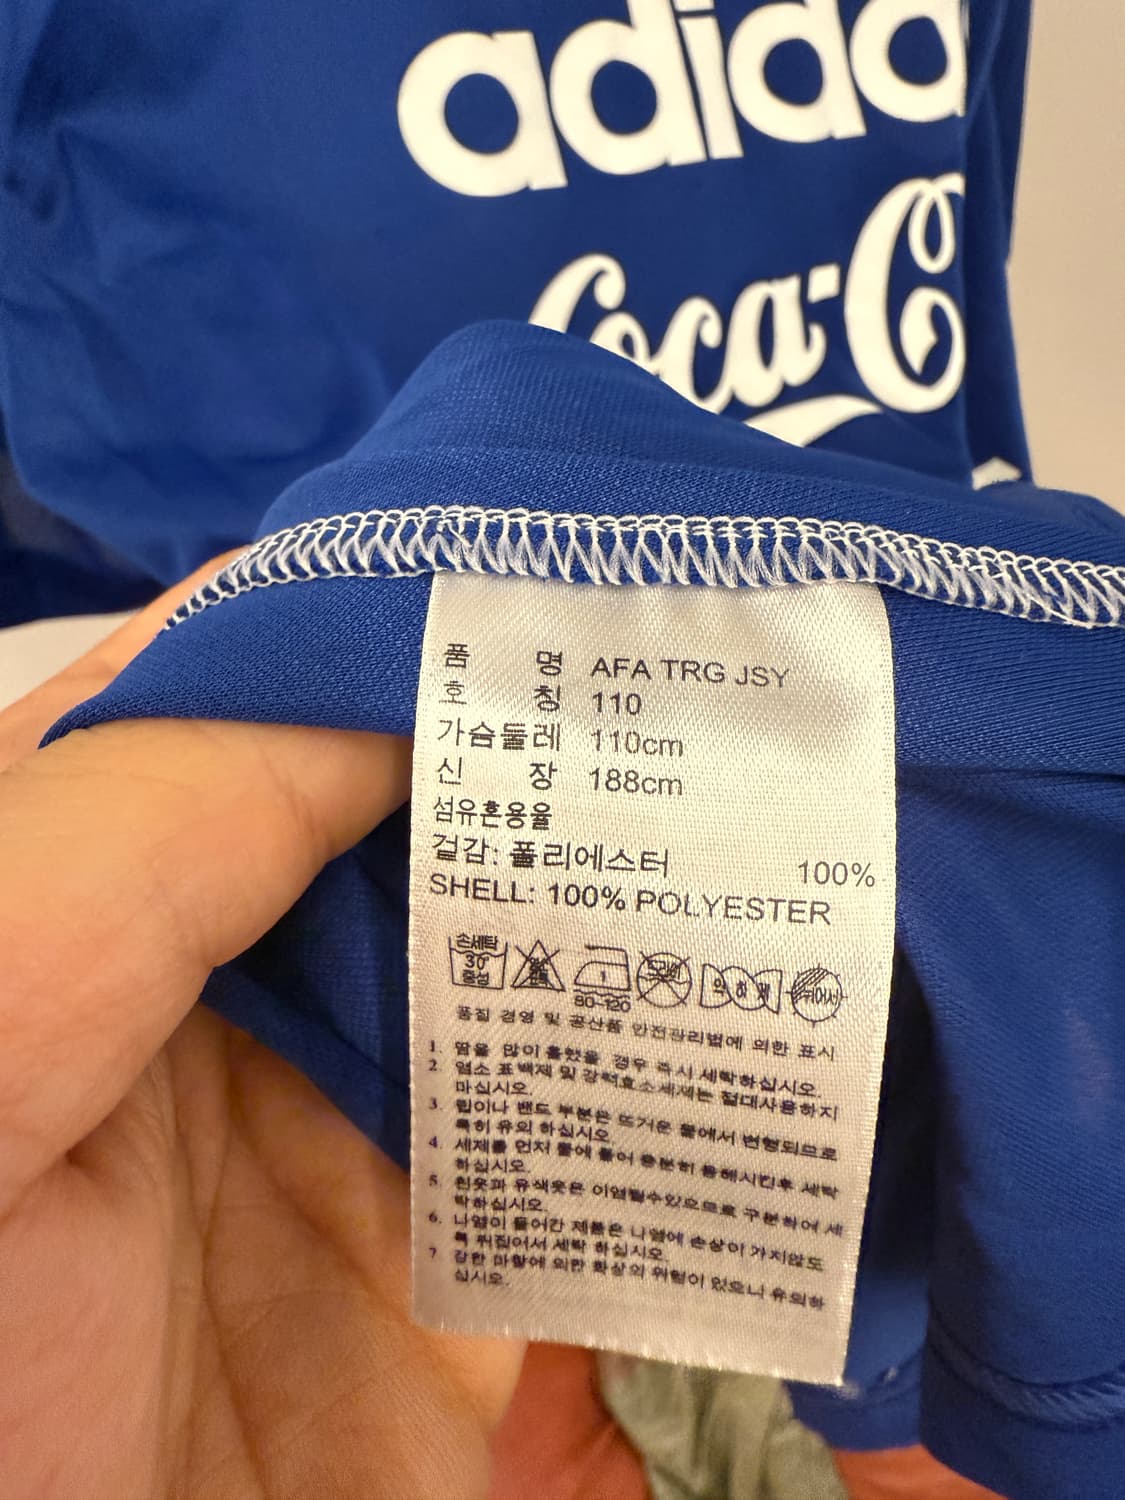 adidas
Coca-C
품 명 AFA TRG JSY
호 칭 110
가슴둘레 110cm
신 장 188cm
섬유혼용율
겉감: 폴리에스터 100%
SHELL: 100% POLYESTER
손세탁
30°
중성
1
80-120
드라이
약 하 게
뉘어서
품질 경영 및 공산품 안전관리법에 의한 표시
1. 땀을 많이 흘렸을 경우 즉시 세탁하십시오.
2. 염소 표백제 및 강력효소세제는 절대사용하지
마십시오.
3. 립이나 밴드 부분은 뜨거운 물에서 변형되므로
특히 유의 하십시오.
4. 세제를 먼저 물에 풀어 충분히 용해시킨후 세탁
하십시오.
5. 흰옷과 유색옷은 이염될수있으므로 구분하여 세
탁하십시오.
6. 나염이 들어간 제품은 나염에 손상이 가지않도
록 뒤집어서 세탁 하십시오.
7 강한 마찰에 의한 화상의 위험이 있으니 유의하
십시오.